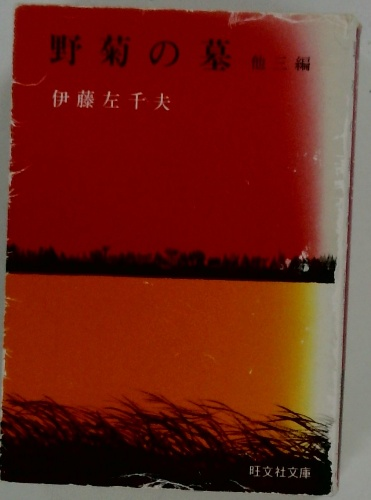 野菊の墓 他三編
伊藤左千夫
旺文社文庫